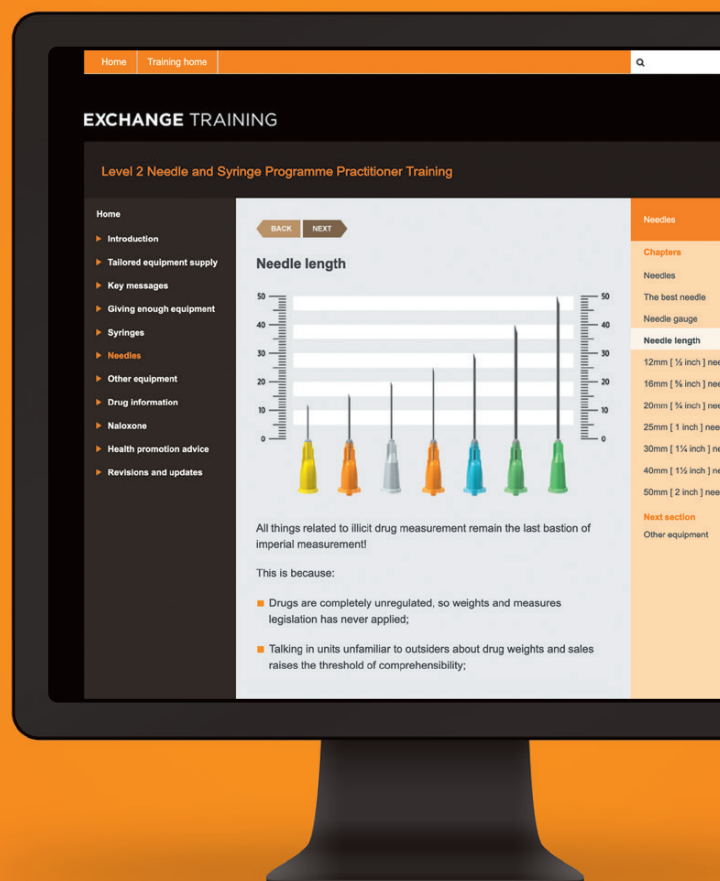 Home
Training home
EXCHANGE TRAINING
Level 2 Needle and Syringe Programme Practitioner Training
Home
Introduction
Tailored equipment supply
Key messages
Giving enough equipment
Syringes
Needles
Other equipment
Drug information
Naloxone
Health promotion advice
Revisions and updates
BACK
NEXT
Needle length
50
40
30
20
10
0
50
40
30
20
10
0
All things related to illicit drug measurement remain the last bastion of
imperial measurement!
This is because:
Drugs are completely unregulated, so weights and measures
legislation has never applied;
Talking in units unfamiliar to outsiders about drug weights and sales
raises the threshold of comprehensibility;
Needles
Chapters
Needles
The best needle
Needle gauge
Needle length
12mm [ ½ inch ] nee
16mm [ ⅝ inch ] nee
20mm [ ¾ inch ] nee
25mm [ 1 inch ] nee
30mm [ 1¼ inch ] ne
40mm [ 1½ inch ] ne
50mm [ 2 inch ] nee
Next section
Other equipment